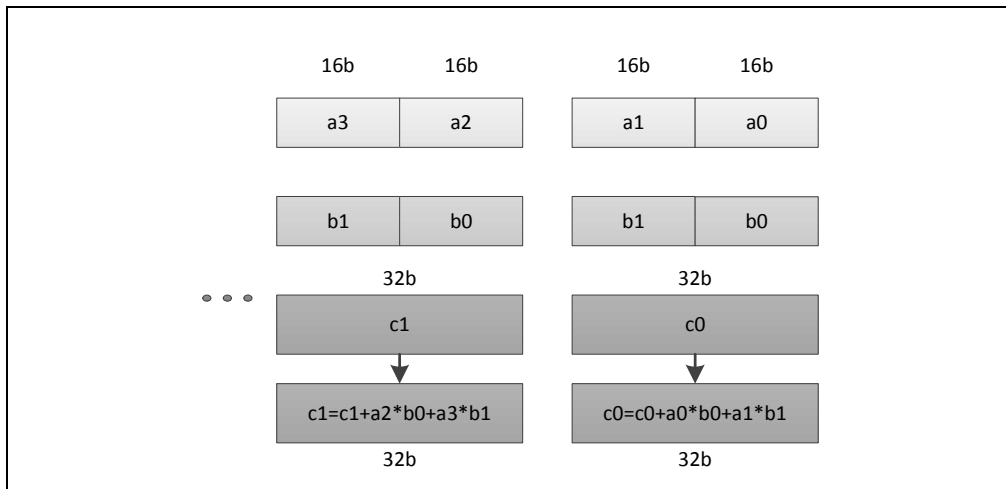 16b 16b 16b 16b
a3 a2 a1 a0
b1 b0 b1 b0
32b 32b
c1 c0
c1=c1+a2*b0+a3*b1 c0=c0+a0*b0+a1*b1
32b 32b